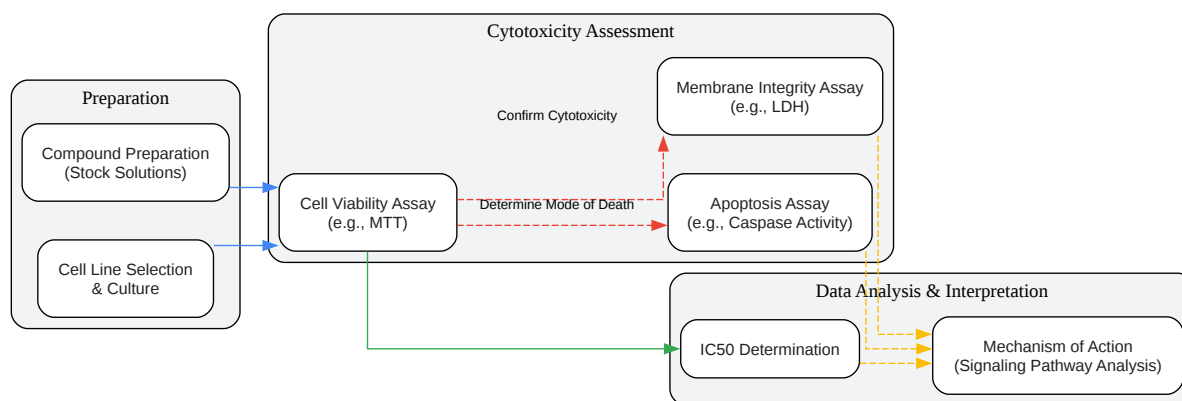 Preparation
Compound Preparation
(Stock Solutions)
Cell Line Selection
& Culture
Cytotoxicity Assessment
Cell Viability Assay
(e.g., MTT)
Confirm Cytotoxicity
Determine Mode of Death
Membrane Integrity Assay
(e.g., LDH)
Apoptosis Assay
(e.g., Caspase Activity)
Data Analysis & Interpretation
IC50 Determination
Mechanism of Action
(Signaling Pathway Analysis)